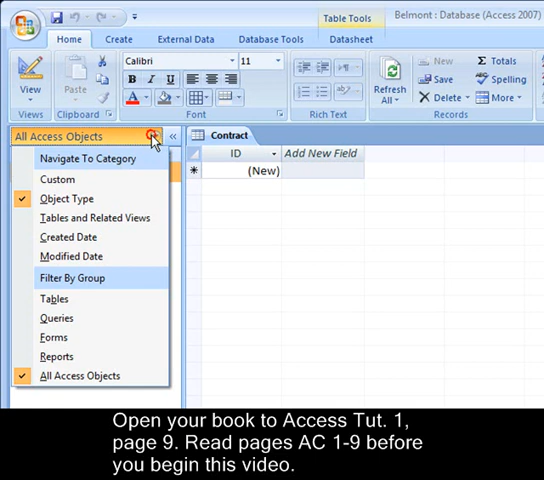 Table Tools
Belmont : Database (Access 2007)
Home Create External Data Database Tools Datasheet
Calibri 11
B I U
A
View
Paste
Refresh All
New
Save
Delete
Totals
Spelling
More
Views Clipboard Font Rich Text Records
All Access Objects «
Navigate To Category
Custom
Object Type
Tables and Related Views
Created Date
Modified Date
Filter By Group
Tables
Queries
Forms
Reports
All Access Objects
Contract
ID Add New Field
* (New)
Open your book to Access Tut. 1,
page 9. Read pages AC 1-9 before
you begin this video.